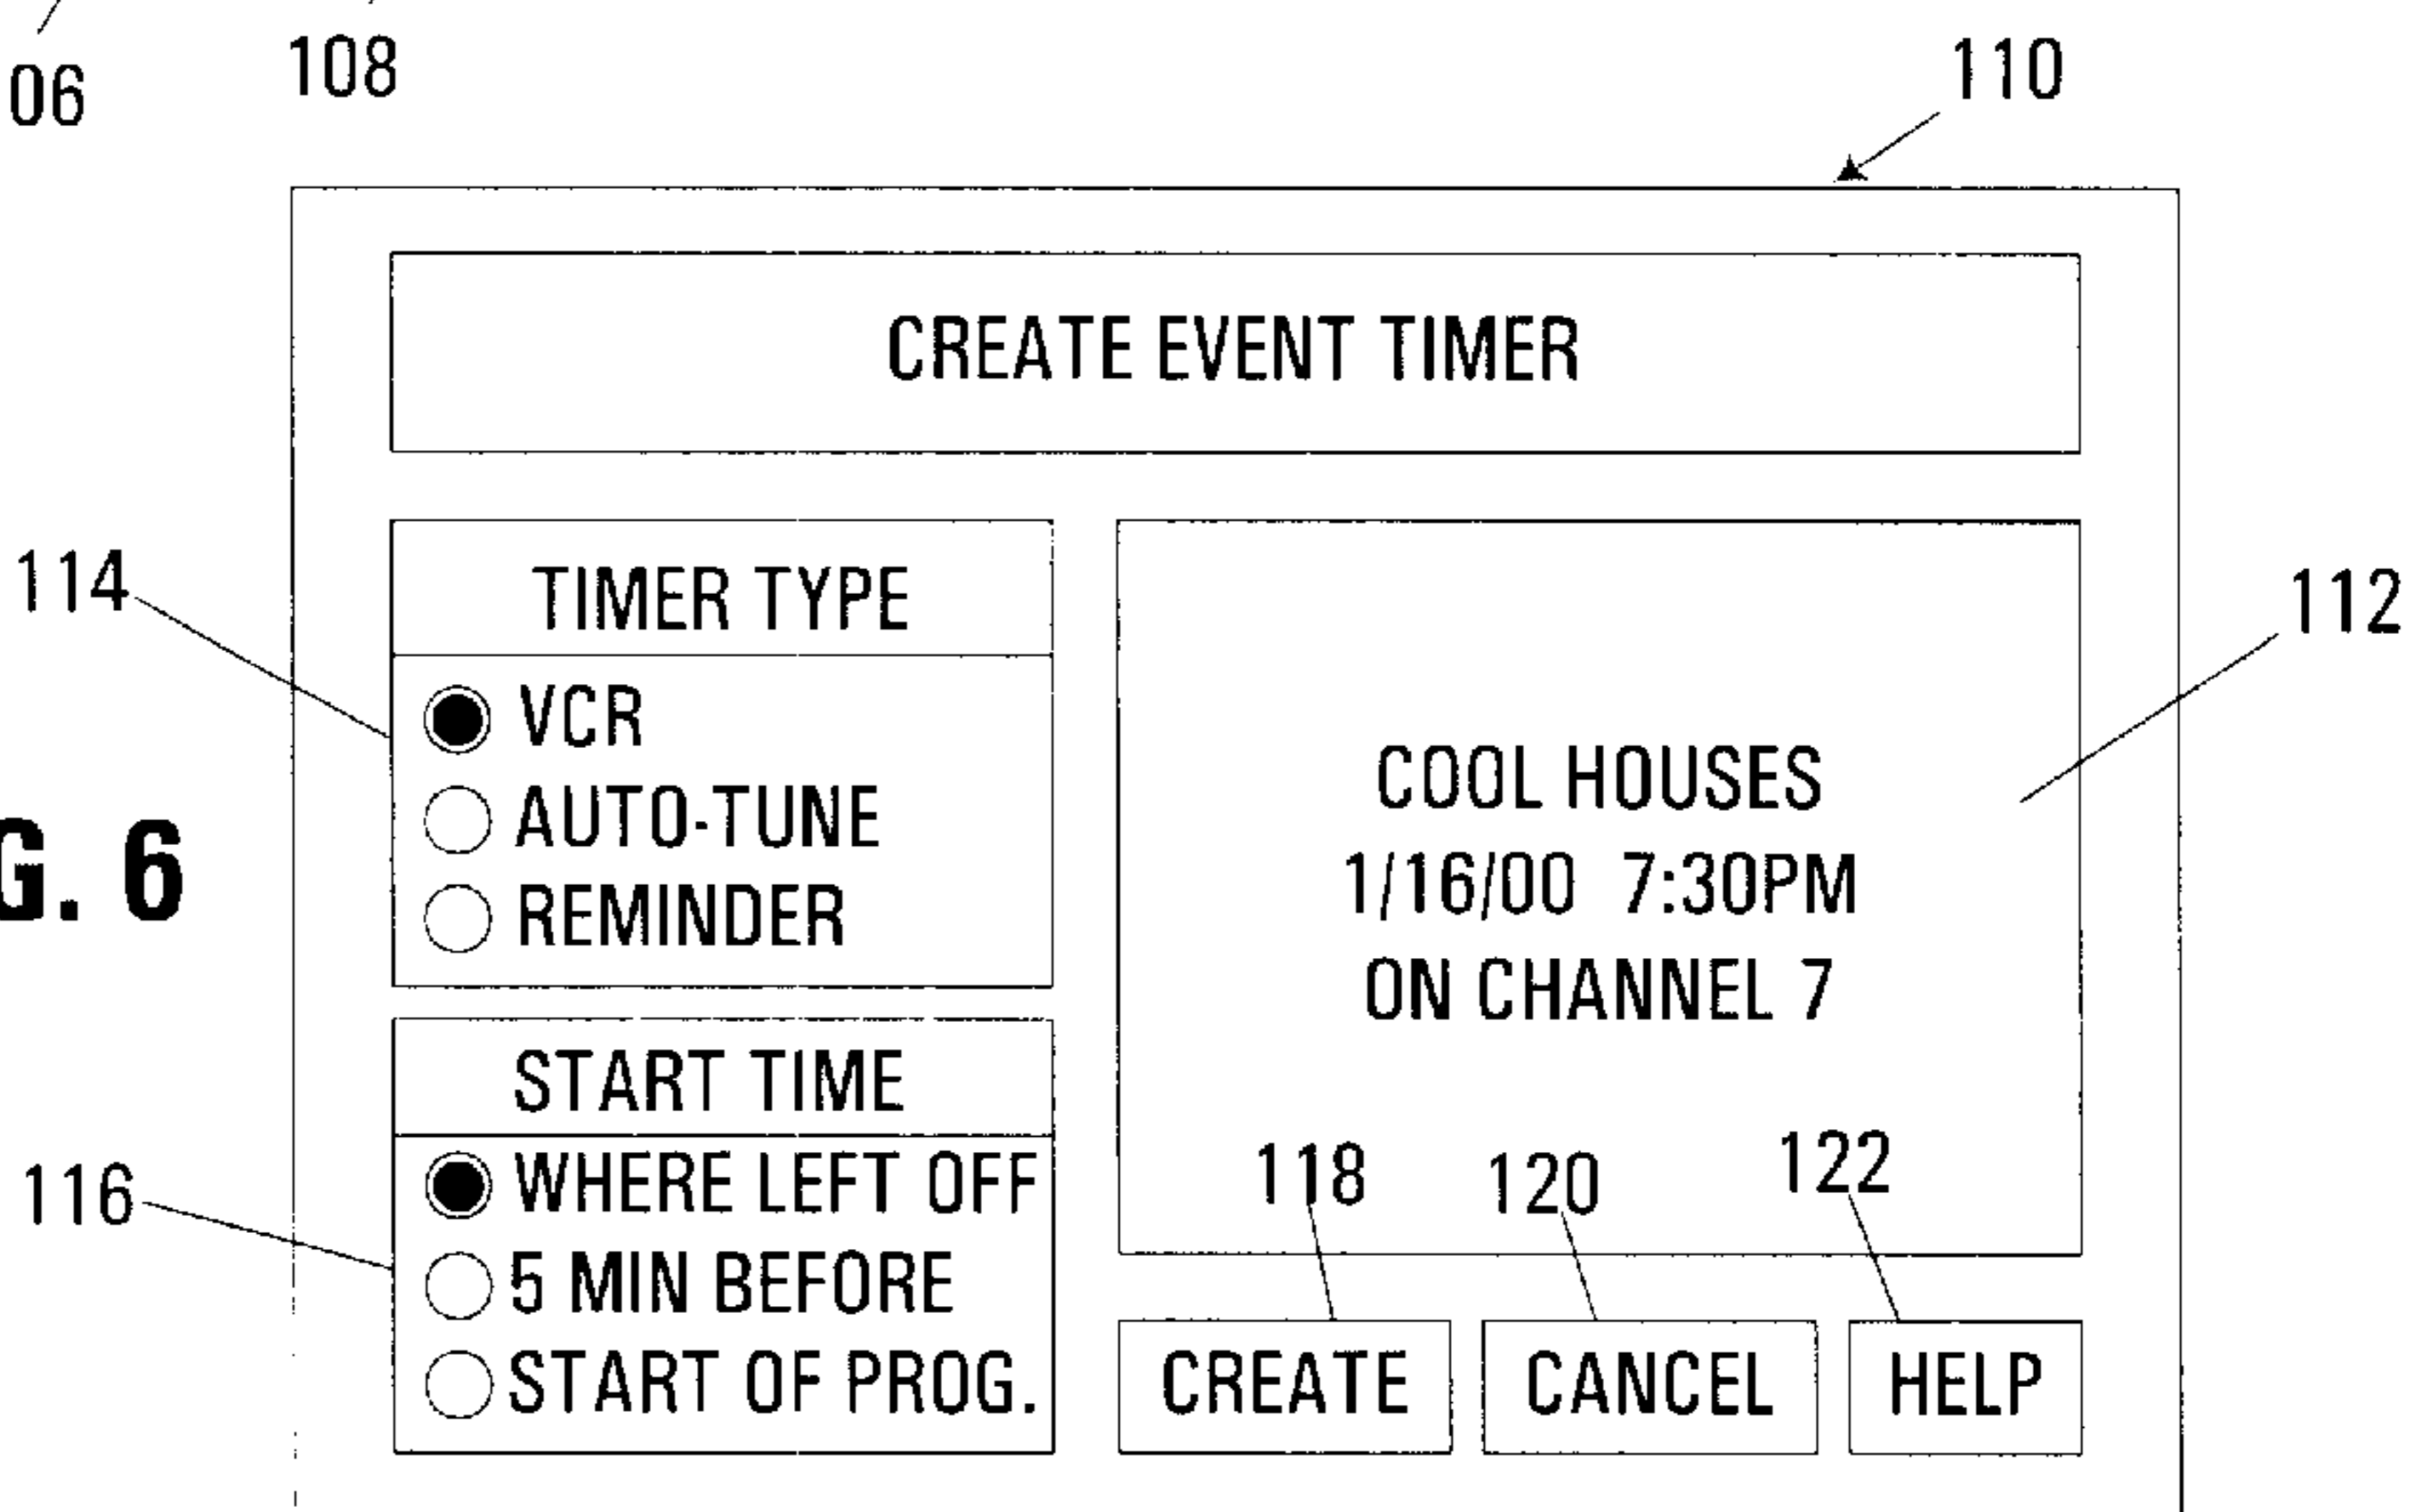 06
108
110
CREATE EVENT TIMER
114
TIMER TYPE
VCR
AUTO-TUNE
REMINDER
112
COOL HOUSES
1/16/00 7:30PM
ON CHANNEL 7
G. 6
116
START TIME
WHERE LEFT OFF
5 MIN BEFORE
START OF PROG.
118
120
122
CREATE
CANCEL
HELP